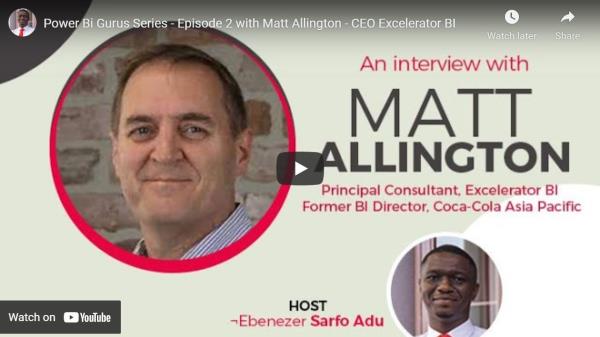 Power Bi Gurus Series - Episode 2 with Matt Allington - CEO Excelerator BI
Watch later
Share
An interview with
MATT
ALLINGTON
Principal Consultant, Excelerator BI
Former BI Director, Coca-Cola Asia Pacific
HOST
¬Ebenezer Sarfo Adu
Watch on YouTube